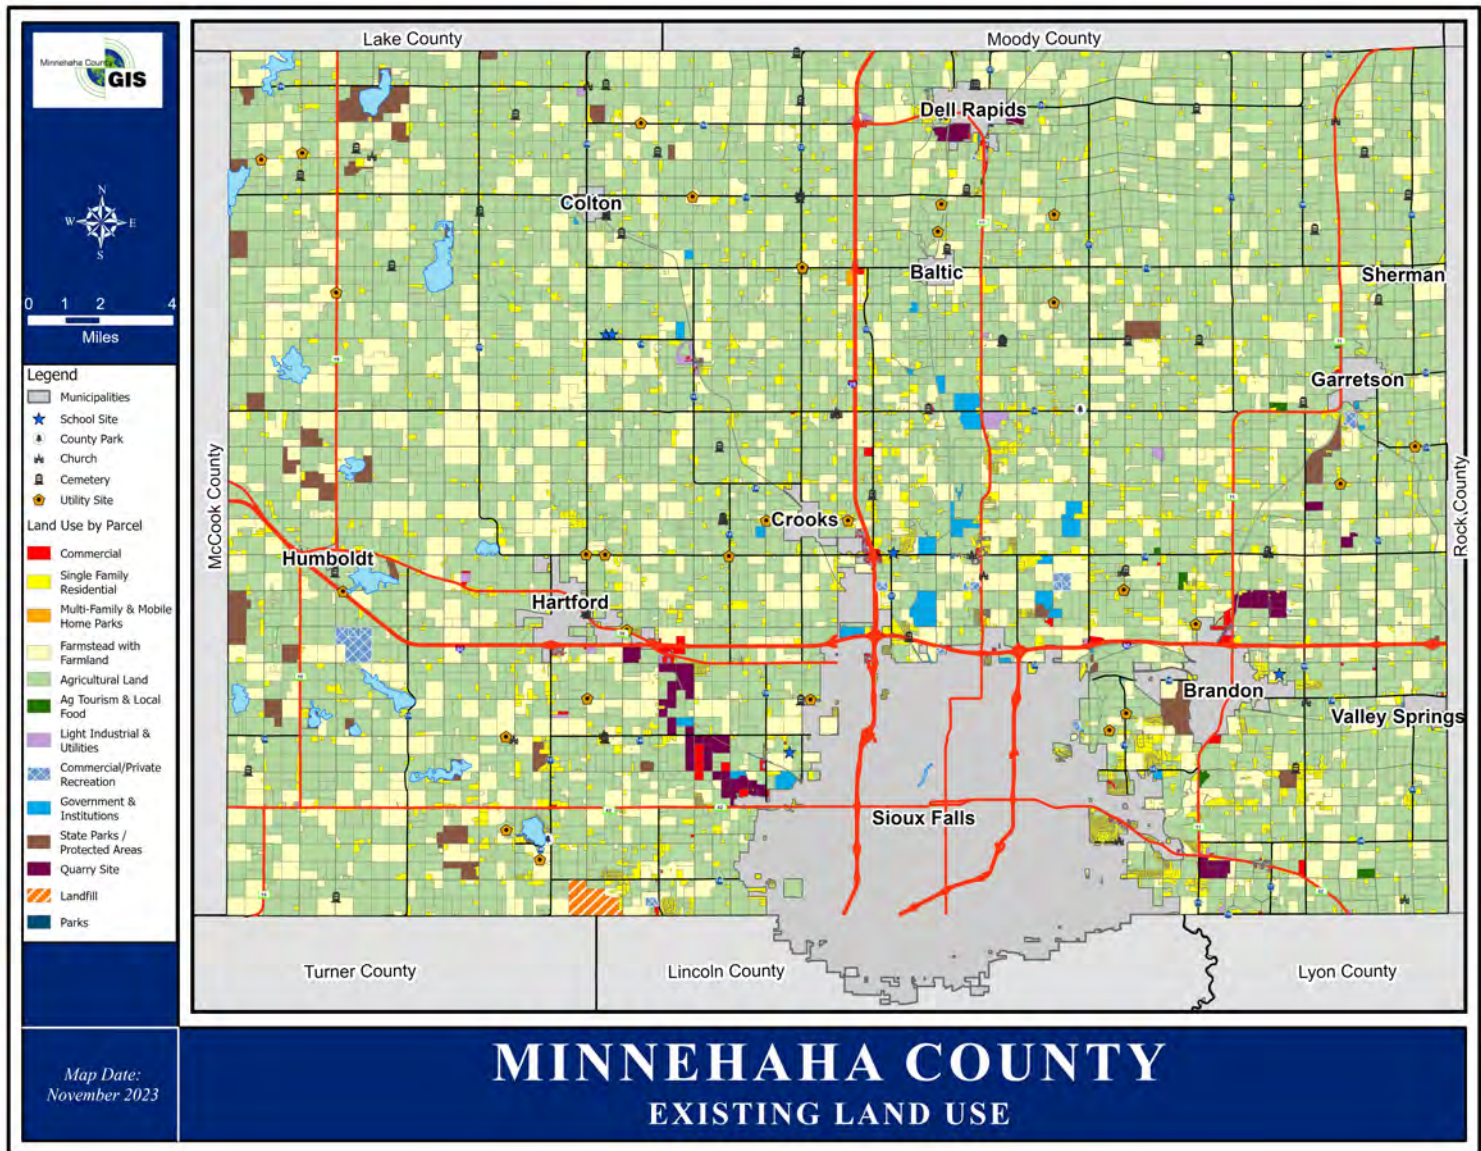 Minnehaha County
GIS
N
W
E
S
0 1 2 4
Miles
Legend
Municipalities
School Site
County Park
Church
Cemetery
Utility Site
Land Use by Parcel
Commercial
Single Family
Residential
Multi-Family & Mobile
Home Parks
Farmstead with
Farmland
Agricultural Land
Ag Tourism & Local
Food
Light Industrial &
Utilities
Commercial/Private
Recreation
Government &
Institutions
State Parks /
Protected Areas
Quarry Site
Landfill
Parks
Lake County
Moody County
McCook County
Rock County
Dell Rapids
Colton
Baltic
Sherman
Garretson
Crooks
Humboldt
Hartford
Brandon
Valley Springs
Sioux Falls
Turner County
Lincoln County
Lyon County
Map Date:
November 2023
MINNEHAHA COUNTY
EXISTING LAND USE